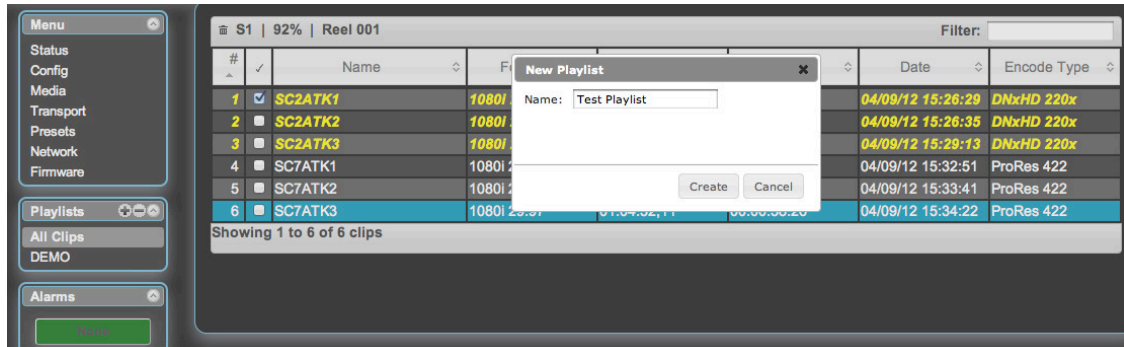 Menu
Status
Config
Media
Transport
Presets
Network
Firmware
Playlists
All Clips
DEMO
Alarms
S1 | 92% | Reel 001
Filter:
# ✓ Name Date Encode Type
1 SC2ATK1 1080I 04/09/12 15:26:29 DNxHD 220x
2 SC2ATK2 1080I 04/09/12 15:26:35 DNxHD 220x
3 SC2ATK3 1080I 04/09/12 15:29:13 DNxHD 220x
4 SC7ATK1 1080i 04/09/12 15:32:51 ProRes 422
5 SC7ATK2 1080i 04/09/12 15:33:41 ProRes 422
6 SC7ATK3 1080i 29.97 04/09/12 15:34:22 ProRes 422
Showing 1 to 6 of 6 clips
New Playlist
Name: Test Playlist
Create Cancel